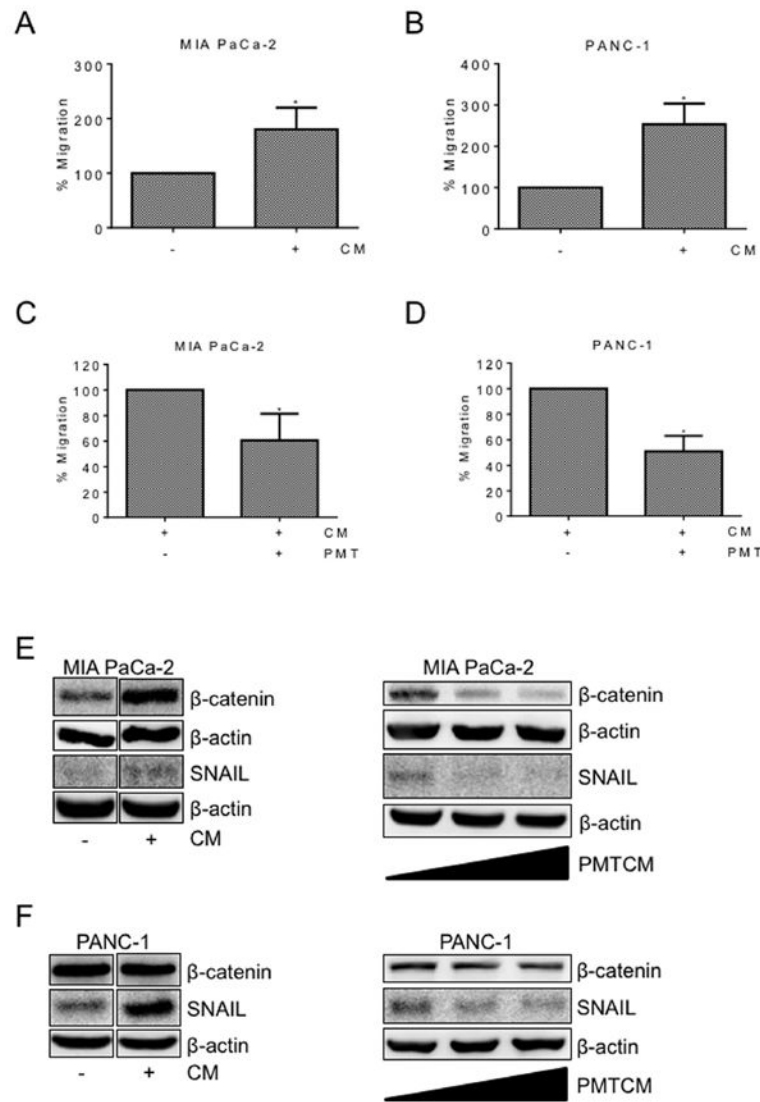 A
MIA PaCa-2
% Migration
300
200
100
0
*
- + CM
B
PANC-1
% Migration
400
300
200
100
0
*
- + CM
C
MIA PaCa-2
% Migration
120
100
80
60
40
20
0
*
+ + CM
- + PMT
D
PANC-1
% Migration
120
100
80
60
40
20
0
*
+ + CM
- + PMT
E
MIA PaCa-2
β-catenin
β-actin
SNAIL
β-actin
- + CM
MIA PaCa-2
β-catenin
β-actin
SNAIL
β-actin
PMTCM
F
PANC-1
β-catenin
SNAIL
β-actin
- + CM
PANC-1
β-catenin
SNAIL
β-actin
PMTCM